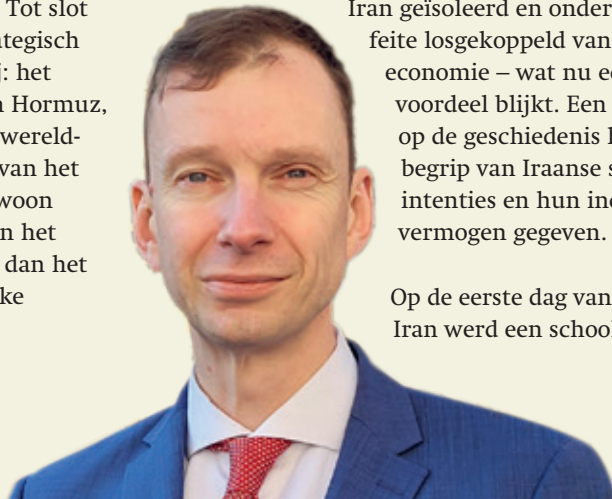 Tot slot
ategisch
j: het
n Hormuz,
wereld-
van het
woon
n het
dan het
ke
Iran geïsoleerd en onder
feite losgekoppeld van
economie – wat nu e
voordeel blijkt. Een
op de geschiedenis
begrip van Iraanse s
intenties en hun in
vermogen gegeven.
Op de eerste dag van
Iran werd een school